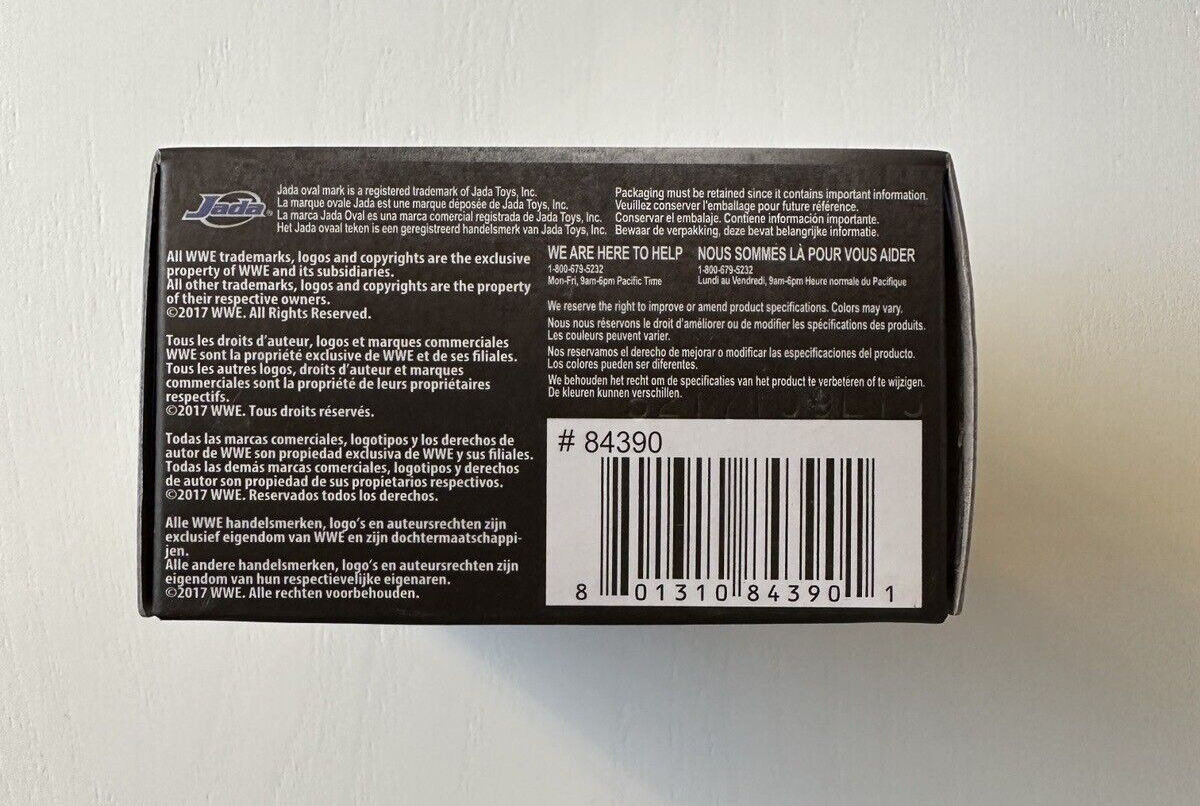 Jada®
Jada oval mark is a registered trademark of Jada Toys, Inc.
La marque ovale Jada est une marque déposée de Jada Toys, Inc.
La marca Jada Oval es una marca comercial registrada de Jada Toys, Inc.
Het Jada ovaal teken is een geregistreerd handelsmerk van Jada Toys, Inc.
Packaging must be retained since it contains important information.
Veuillez conserver l'emballage pour future référence.
Conservar el embalaje. Contiene información importante.
Bewaar de verpakking, deze bevat belangrijke informatie.
All WWE trademarks, logos and copyrights are the exclusive
property of WWE and its subsidiaries.
All other trademarks, logos and copyrights are the property
of their respective owners.
©2017 WWE. All Rights Reserved.
Tous les droits d'auteur, logos et marques commerciales
WWE sont la propriété exclusive de WWE et de ses filiales.
Tous les autres logos, droits d'auteur et marques
commerciales sont la propriété de leurs propriétaires
respectifs.
©2017 WWE. Tous droits réservés.
Todas las marcas comerciales, logotipos y los derechos de
autor de WWE son propiedad exclusiva de WWE y sus filiales.
Todas las demás marcas comerciales, logotipos y derechos
de autor son propiedad de sus propietarios respectivos.
©2017 WWE. Reservados todos los derechos.
Alle WWE handelsmerken, logo's en auteursrechten zijn
exclusief eigendom van WWE en zijn dochtermaatschappi-
jen.
Alle andere handelsmerken, logo's en auteursrechten zijn
eigendom van hun respectievelijke eigenaren.
©2017 WWE. Alle rechten voorbehouden.
WE ARE HERE TO HELP
1-800-679-5232
Mon-Fri, 9am-6pm Pacific Time
NOUS SOMMES LÀ POUR VOUS AIDER
1-800-679-5232
Lundi au Vendredi, 9am-6pm Heure normale du Pacifique
We reserve the right to improve or amend product specifications. Colors may vary.
Nous nous réservons le droit d'améliorer ou de modifier les spécifications des produits.
Les couleurs peuvent varier.
Nos reservamos el derecho de mejorar o modificar las especificaciones del producto.
Los colores pueden ser diferentes.
We behouden het recht om de specificaties van het product te verbeteren of te wijzigen.
De kleuren kunnen verschillen.
# 84390
8 01310 84390 1